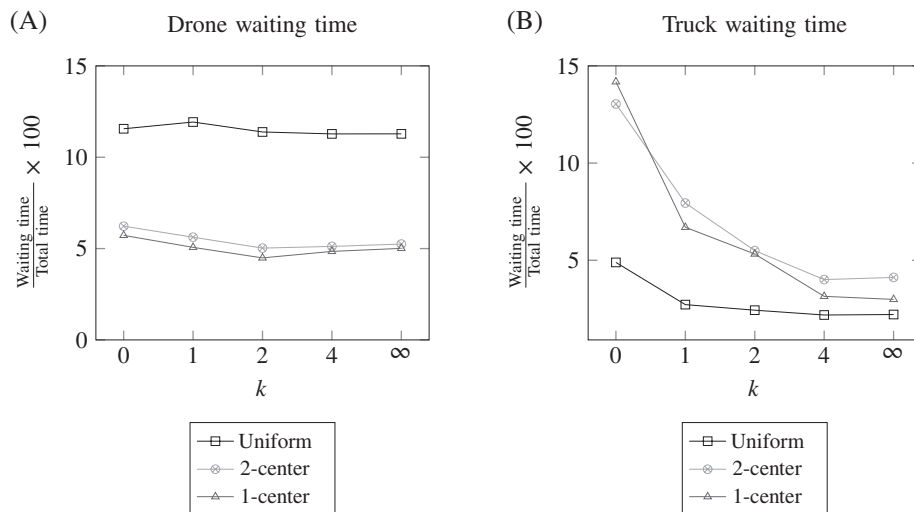 (A) Drone waiting time
15
10
5
0
Waiting time
Total time
× 100
0 1 2 4 ∞
k
Uniform
2-center
1-center
(B) Truck waiting time
15
10
5
Waiting time
Total time
× 100
0 1 2 4 ∞
k
Uniform
2-center
1-center